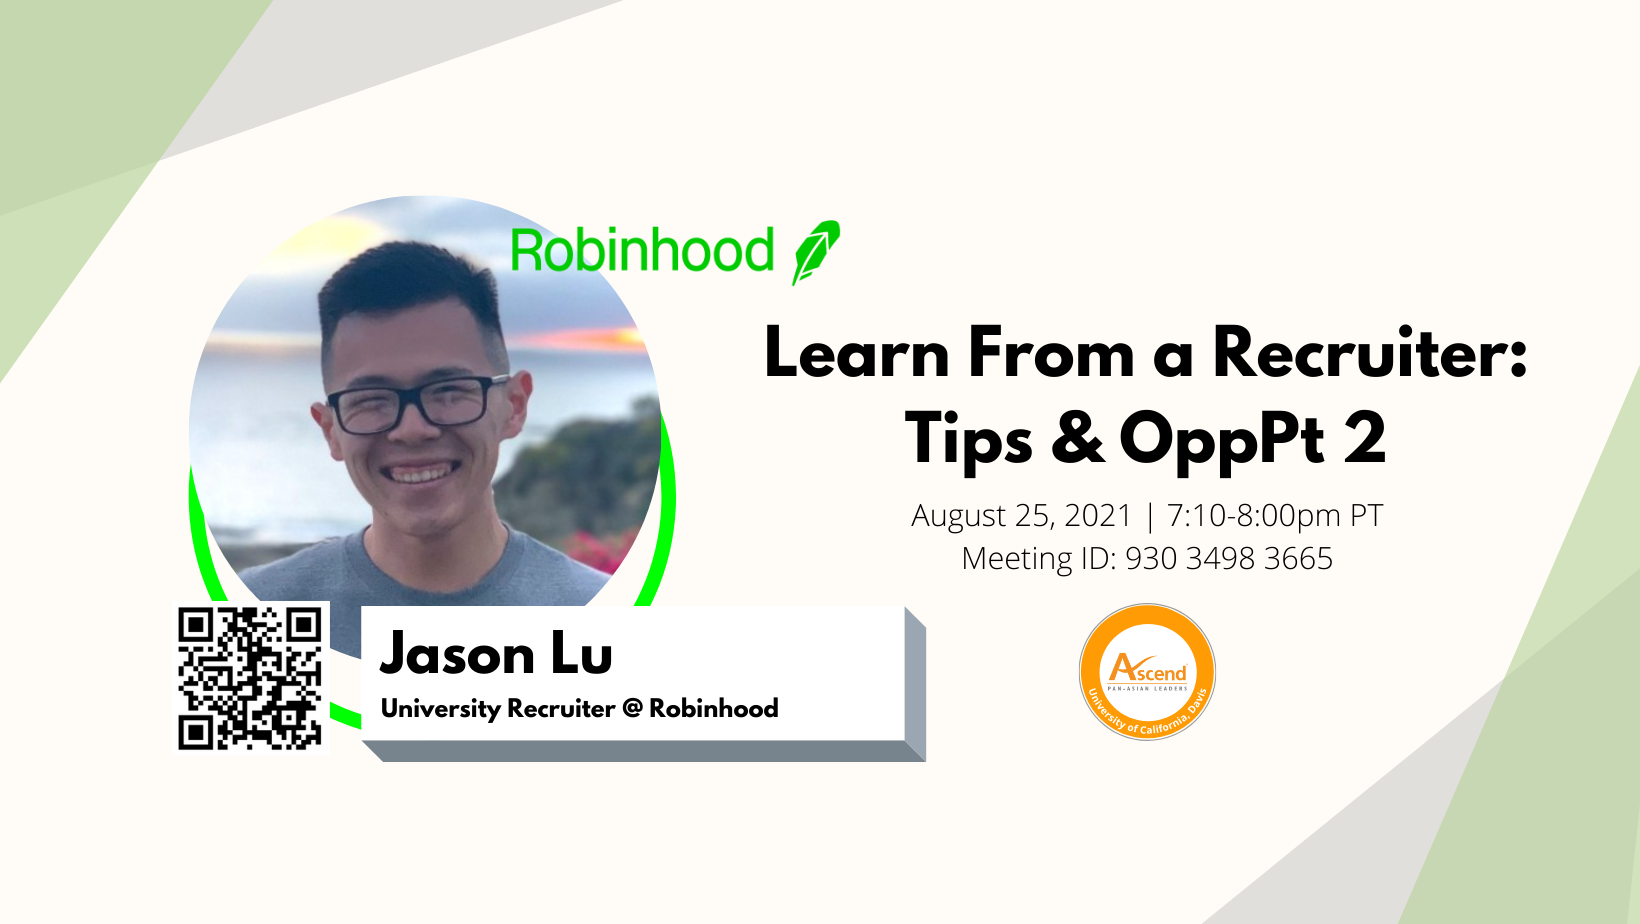 Robinhood
Learn From a Recruiter:
Tips & OppPt 2
August 25, 2021 | 7:10-8:00pm PT
Meeting ID: 930 3498 3665
Jason Lu
University Recruiter @ Robinhood
Ascend
PAN-ASIAN LEADERS
University of California, Davis